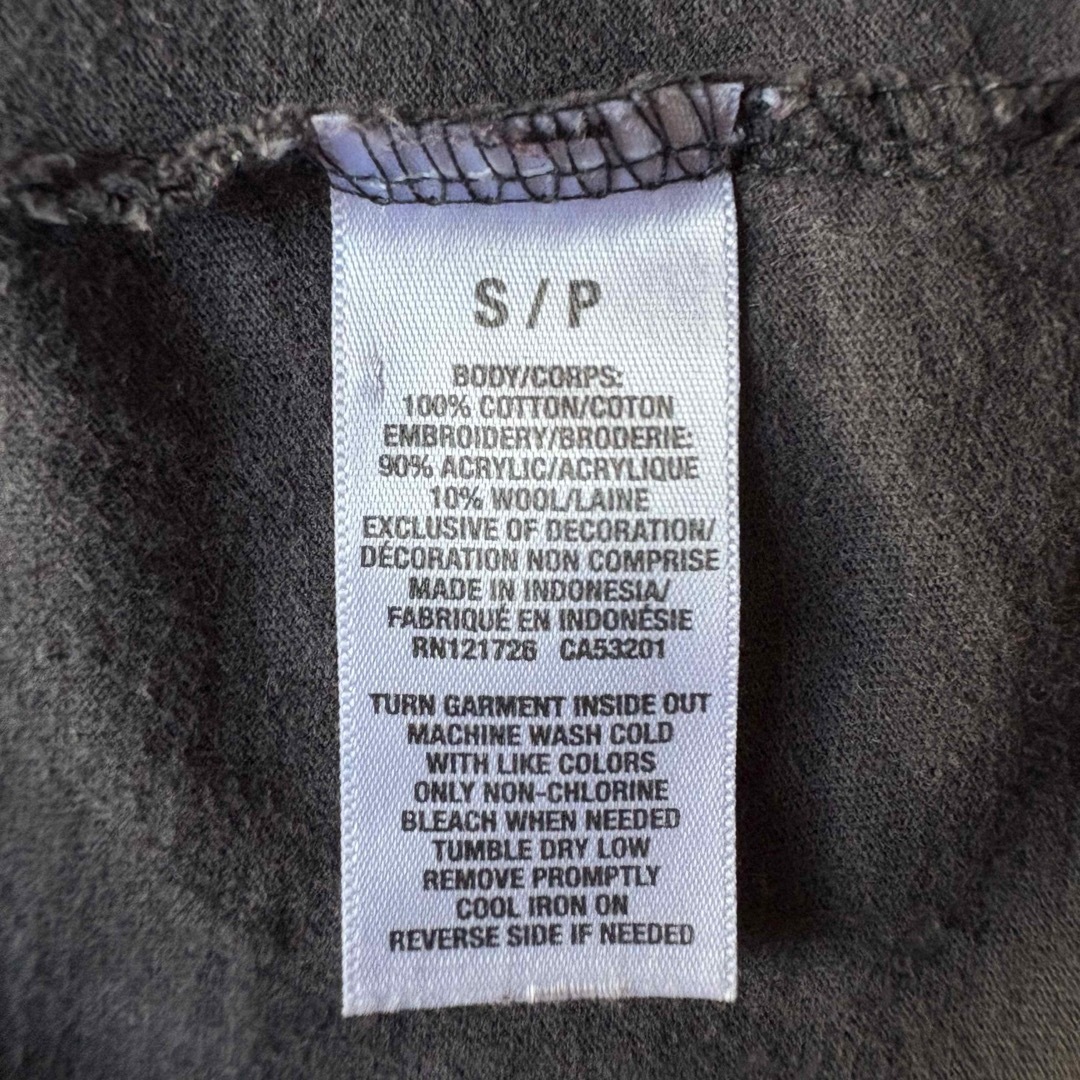 S / P
BODY/CORPS:
100% COTTON/COTON
EMBROIDERY/BRODERIE:
90% ACRYLIC/ACRYLIQUE
10% WOOL/LAINE
EXCLUSIVE OF DECORATION/
DÉCORATION NON COMPRISE
MADE IN INDONESIA/
FABRIQUÉ EN INDONÉSIE
RN121726 CA53201
TURN GARMENT INSIDE OUT
MACHINE WASH COLD
WITH LIKE COLORS
ONLY NON-CHLORINE
BLEACH WHEN NEEDED
TUMBLE DRY LOW
REMOVE PROMPTLY
COOL IRON ON
REVERSE SIDE IF NEEDED